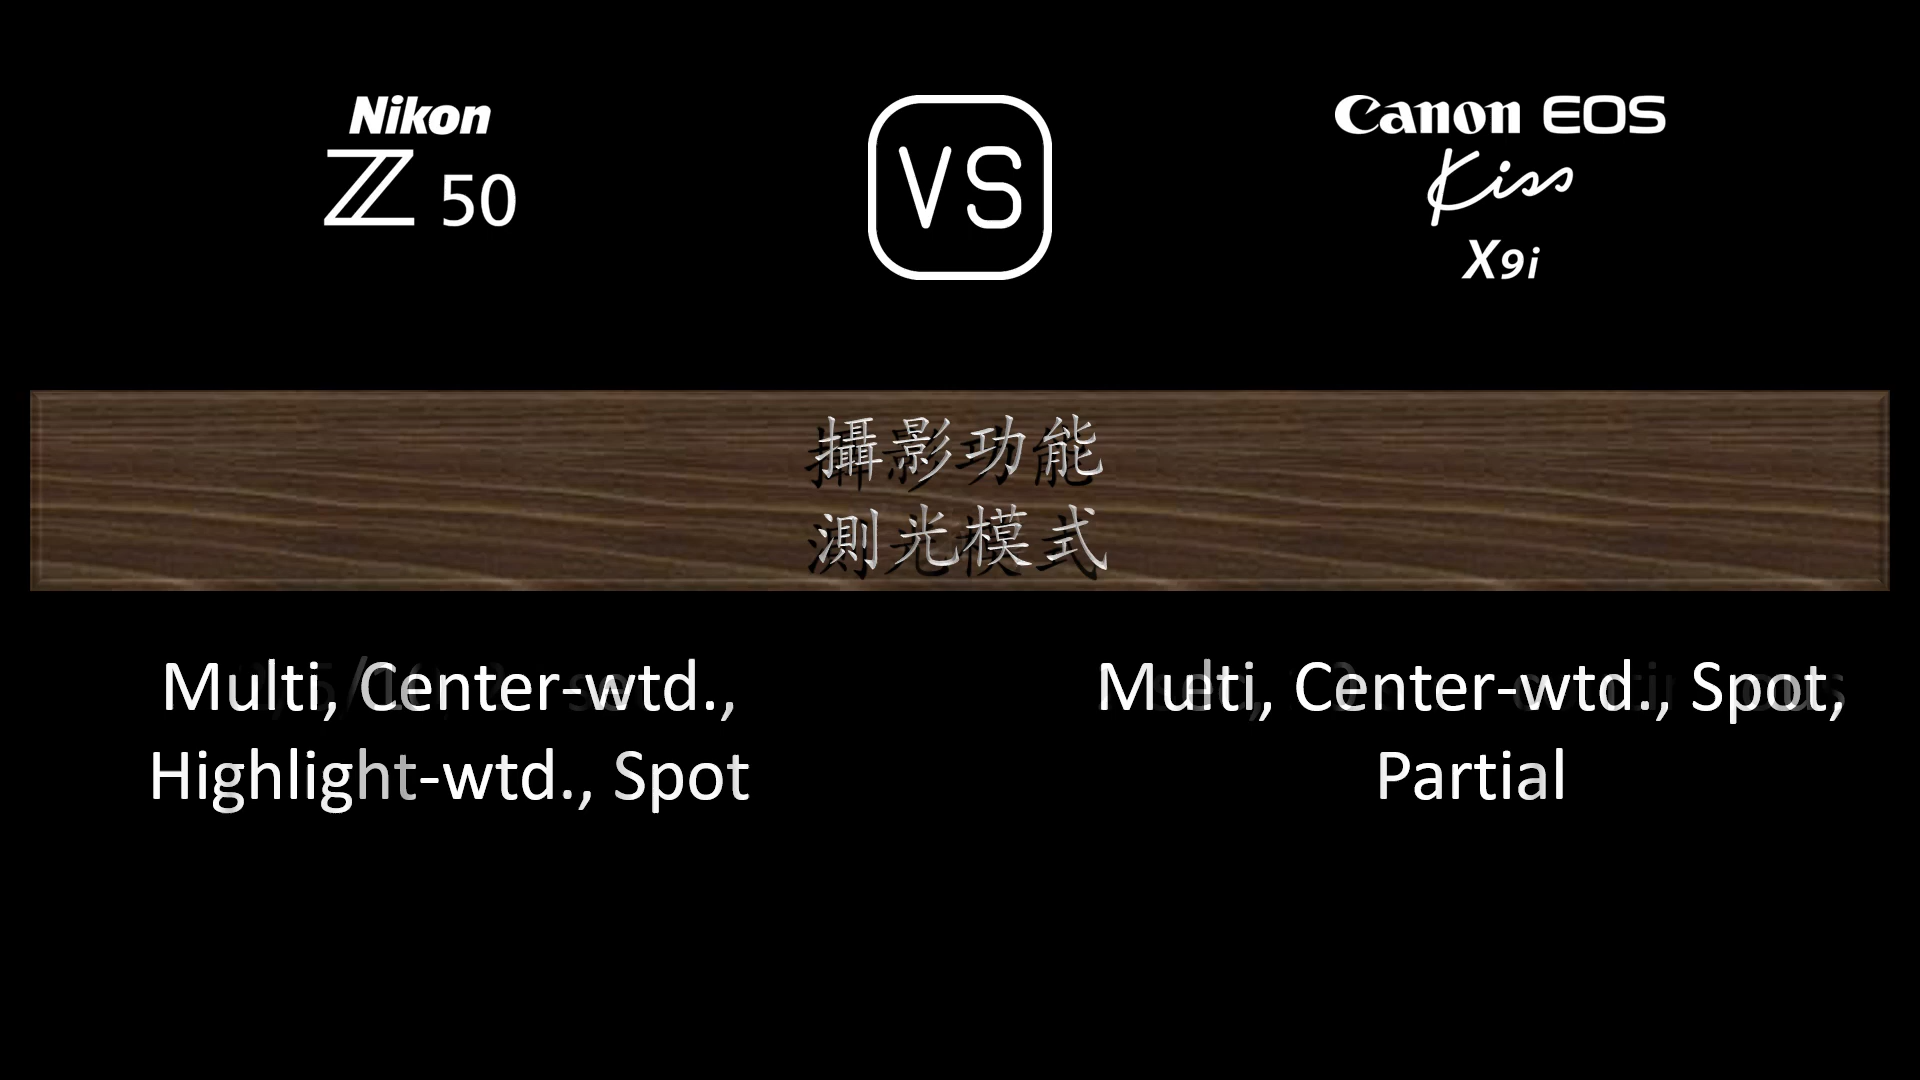 Nikon
Z 50
VS
Canon EOS
Kiss
X9i
攝影功能
測光模式
Multi, Center-wtd.,
Highlight-wtd., Spot
Multi, Center-wtd., Spot,
Partial